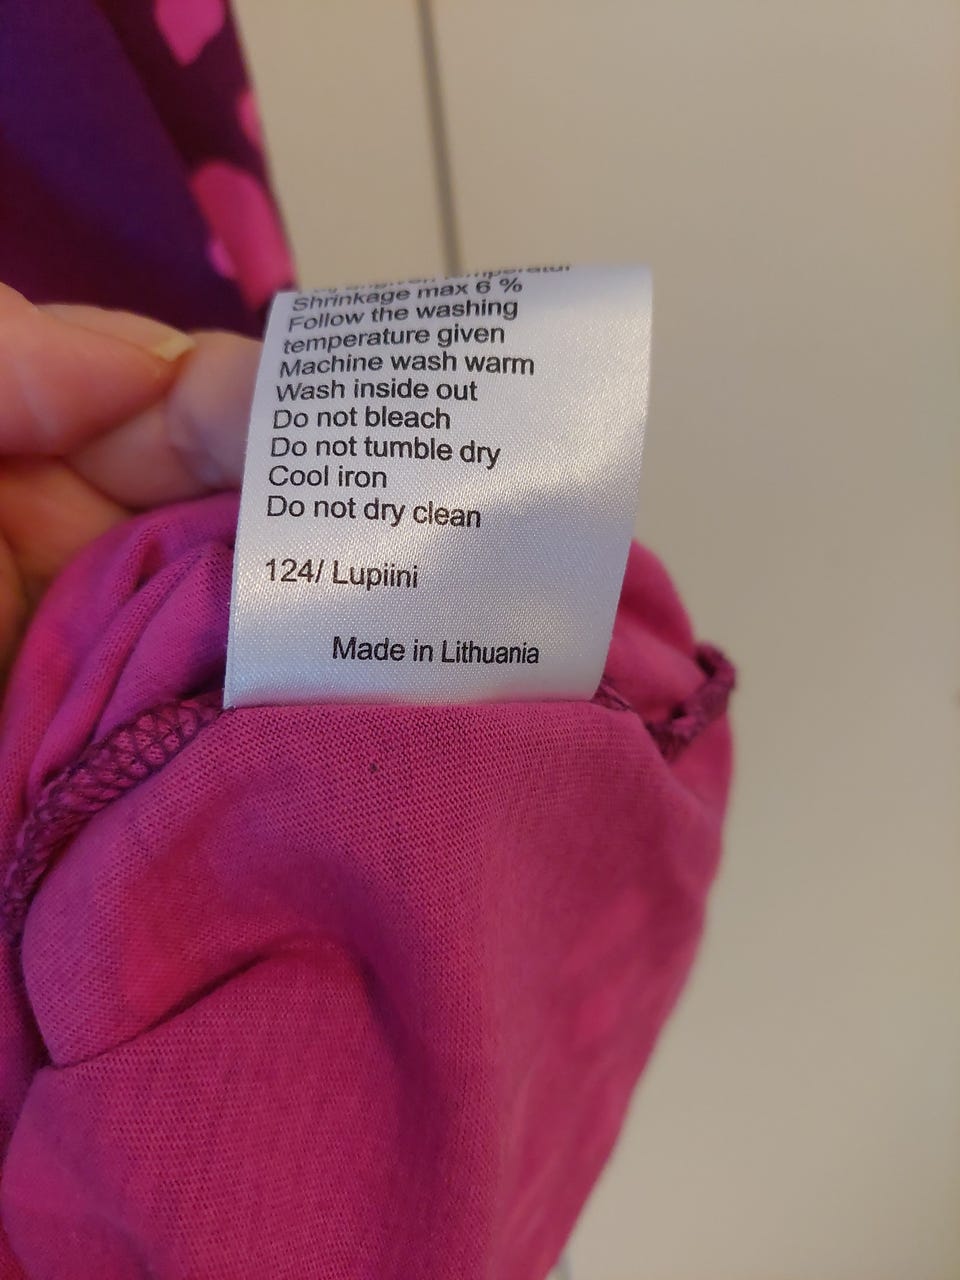 Shrinkage max 6 %
Follow the washing
temperature given
Machine wash warm
Wash inside out
Do not bleach
Do not tumble dry
Cool iron
Do not dry clean
124/ Lupiini
Made in Lithuania